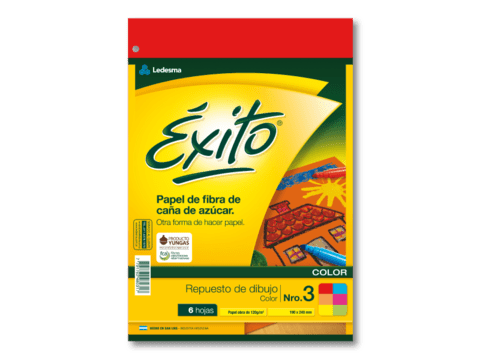 Ledesma
Éxito®
Papel de fibra de
caña de azúcar.
Otra forma de hacer papel.
PRODUCTO
YUNGAS
COLOR
Repuesto de dibujo
Color
Nro.3
6 hojas